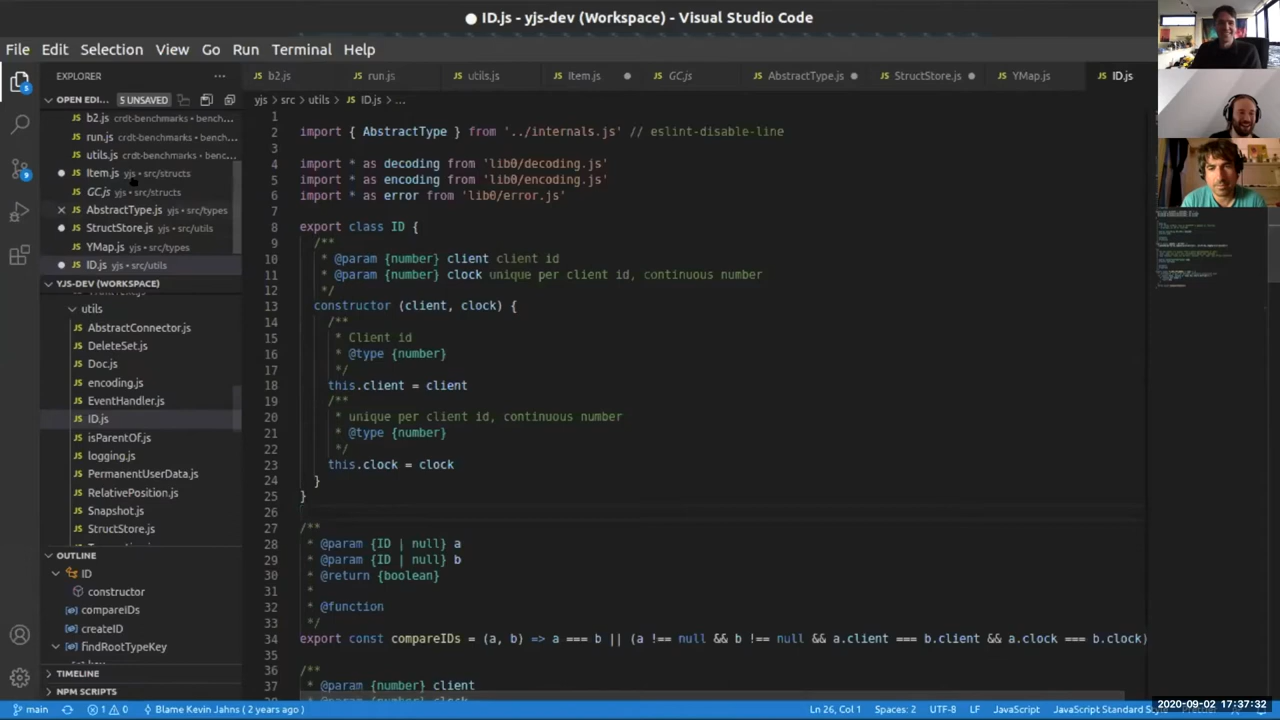 ID.js - yjs-dev (Workspace) - Visual Studio Code
File Edit Selection View Go Run Terminal Help
EXPLORER
b2.js run.js utils.js Item.js GC.js AbstractType.js StructStore.js YMap.js ID.js
OPEN EDI... 5 UNSAVED
b2.js crdt-benchmarks • bench...
run.js crdt-benchmarks • bench...
utils.js crdt-benchmarks • benc...
Item.js yjs • src/structs
GC.js yjs • src/structs
AbstractType.js yjs • src/types
StructStore.js yjs • src/utils
YMap.js yjs • src/types
ID.js yjs • src/utils
YJS-DEV (WORKSPACE)
utils
AbstractConnector.js
DeleteSet.js
Doc.js
encoding.js
EventHandler.js
ID.js
isParentOf.js
logging.js
PermanentUserData.js
RelativePosition.js
Snapshot.js
StructStore.js
OUTLINE
ID
constructor
compareIDs
createID
findRootTypeKey
TIMELINE
NPM SCRIPTS
yjs > src > utils > ID.js > ...
1
2 import { AbstractType } from '../internals.js' // eslint-disable-line
3
4 import * as decoding from 'lib0/decoding.js'
5 import * as encoding from 'lib0/encoding.js'
6 import * as error from 'lib0/error.js'
7
8 export class ID {
9 /**
10 * @param {number} client client id
11 * @param {number} clock unique per client id, continuous number
12 */
13 constructor (client, clock) {
14 /**
15 * Client id
16 * @type {number}
17 */
18 this.client = client
19 /**
20 * unique per client id, continuous number
21 * @type {number}
22 */
23 this.clock = clock
24 }
25 }
26
27 /**
28 * @param {ID | null} a
29 * @param {ID | null} b
30 * @return {boolean}
31 *
32 * @function
33 */
34 export const compareIDs = (a, b) => a === b || (a !== null && b !== null && a.client === b.client && a.clock === b.clock)
35
36 /**
37 * @param {number} client
main 1 0 Blame Kevin Jahns ( 2 years ago ) Ln 26, Col 1 Spaces: 2 UTF-8 LF JavaScript JavaScript Standard
2020-09-02 17:37:32